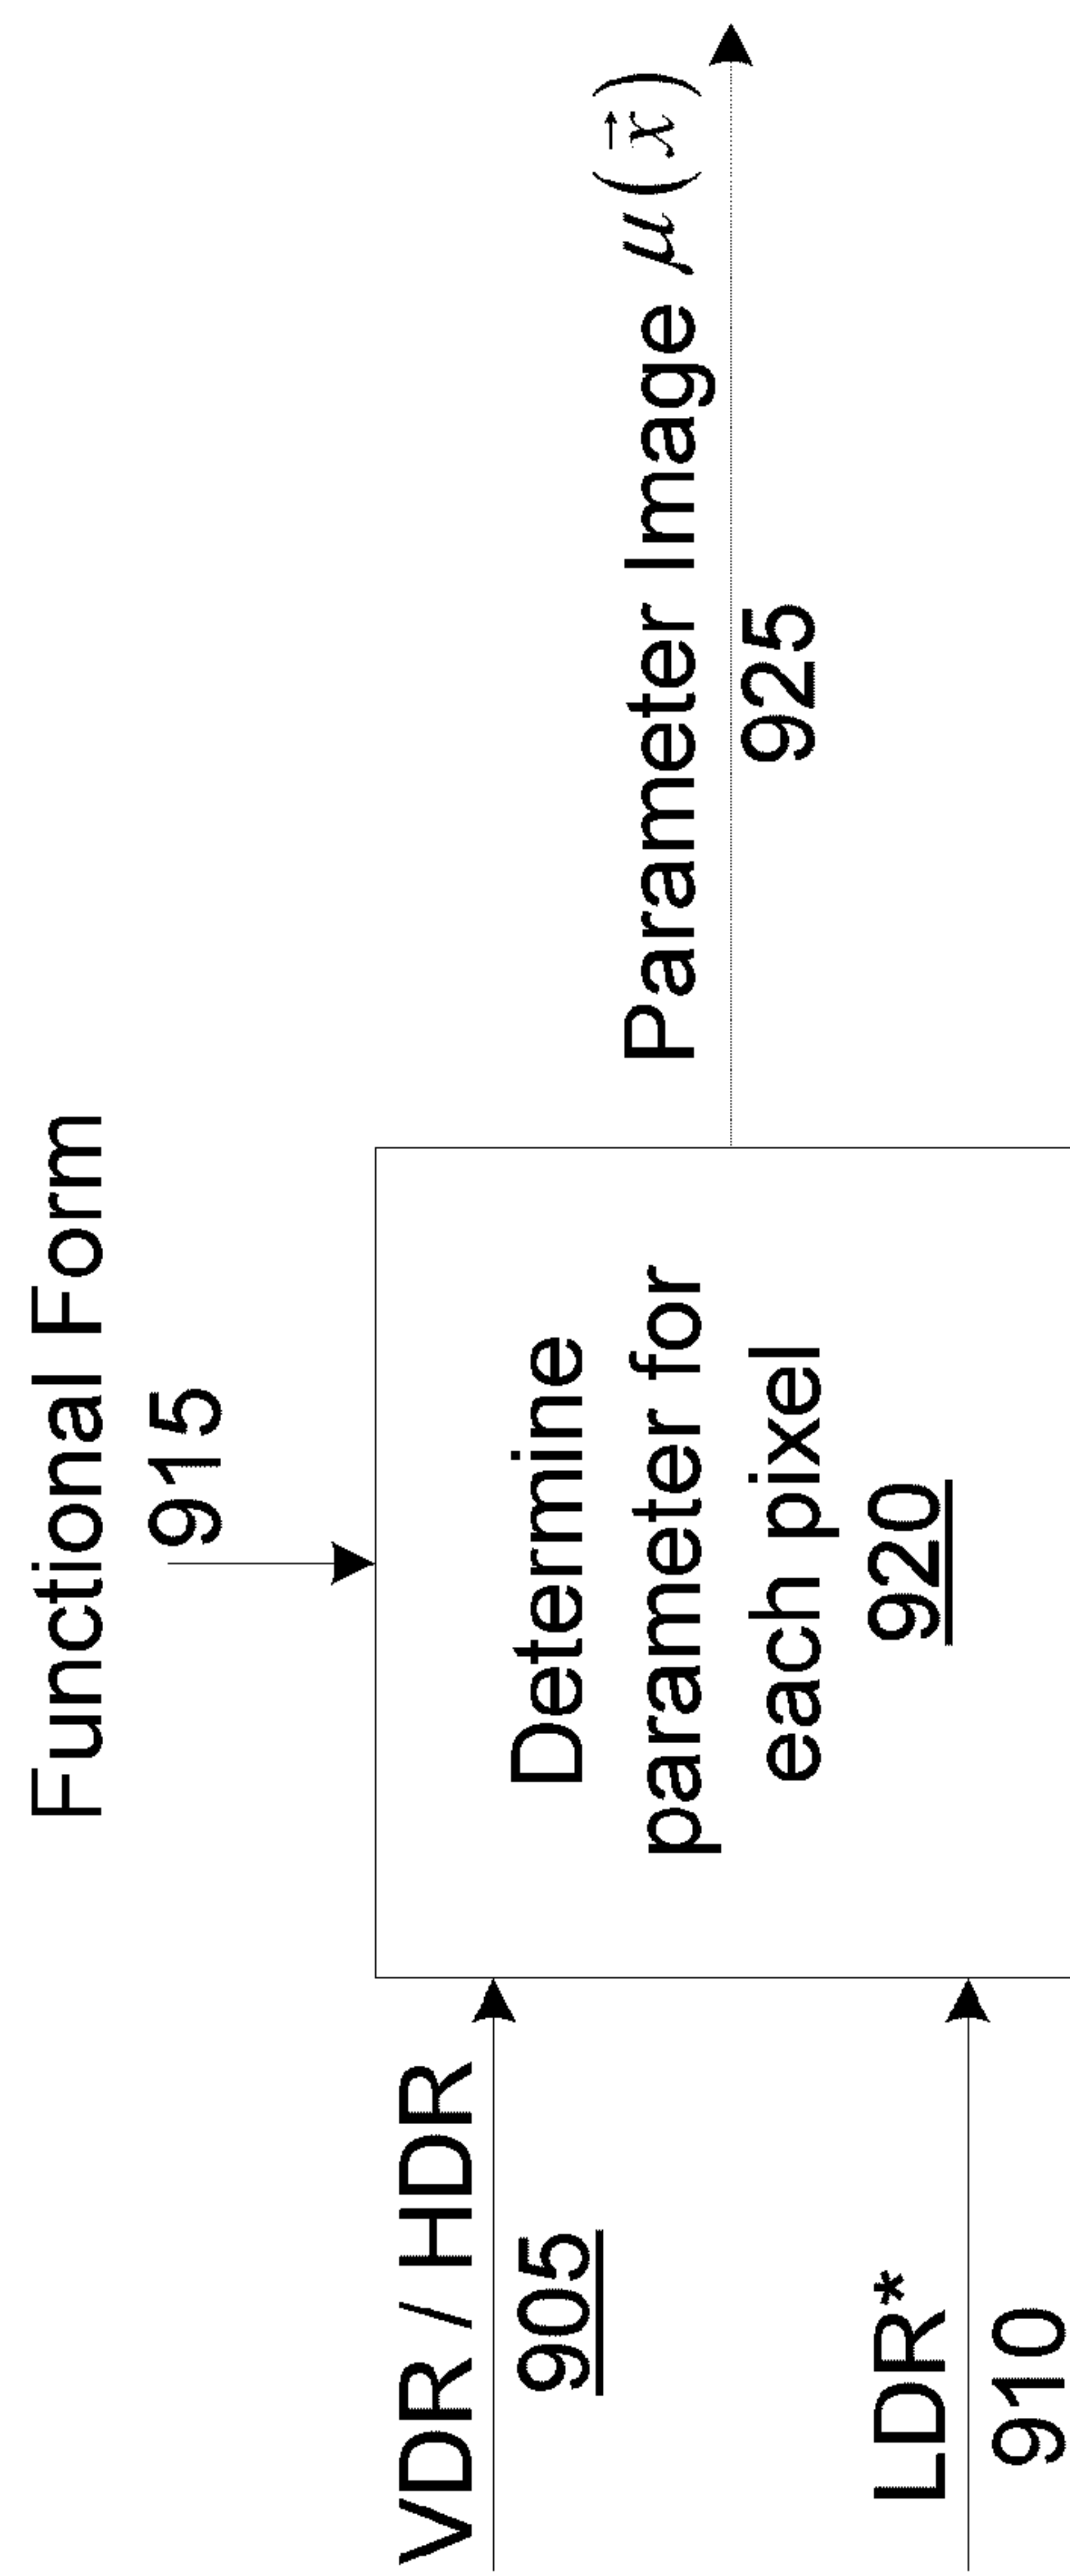 Functional Form
915
VDR / HDR
905
LDR*
910
Determine
parameter for
each pixel
920
Parameter Image μ(x⃗)
925